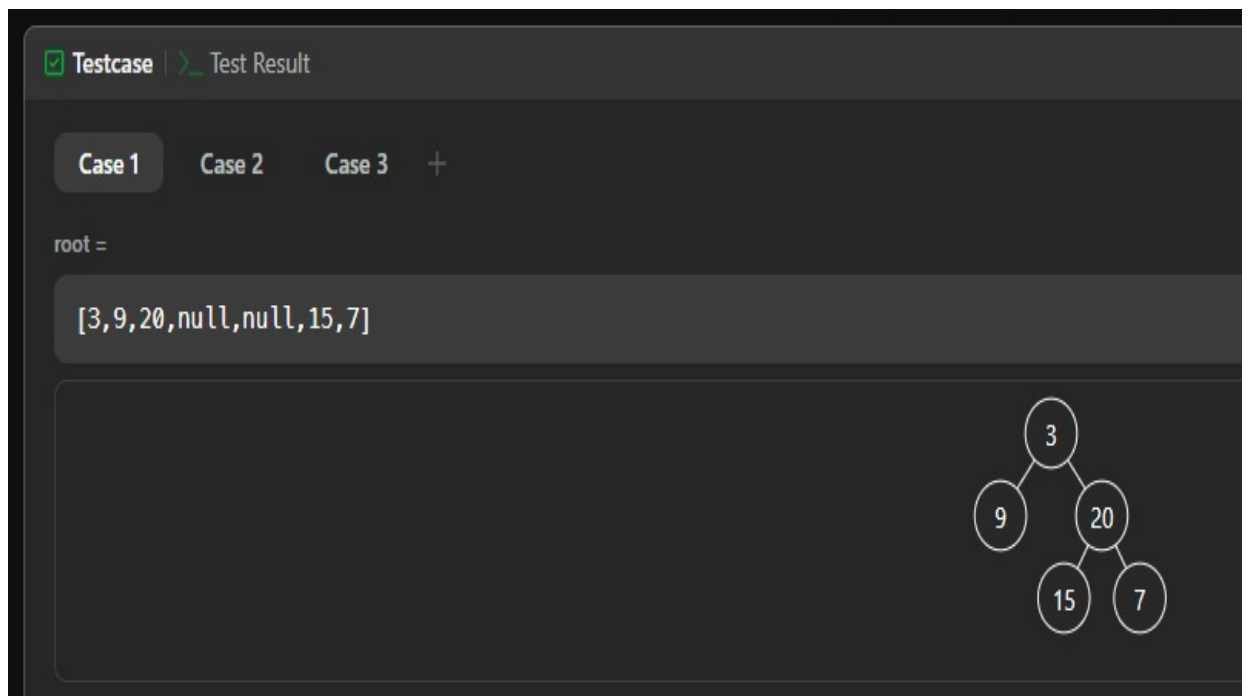 Testcase | >_ Test Result
Case 1 Case 2 Case 3 +
root =
[3,9,20,null,null,15,7]
3
9 20
15 7